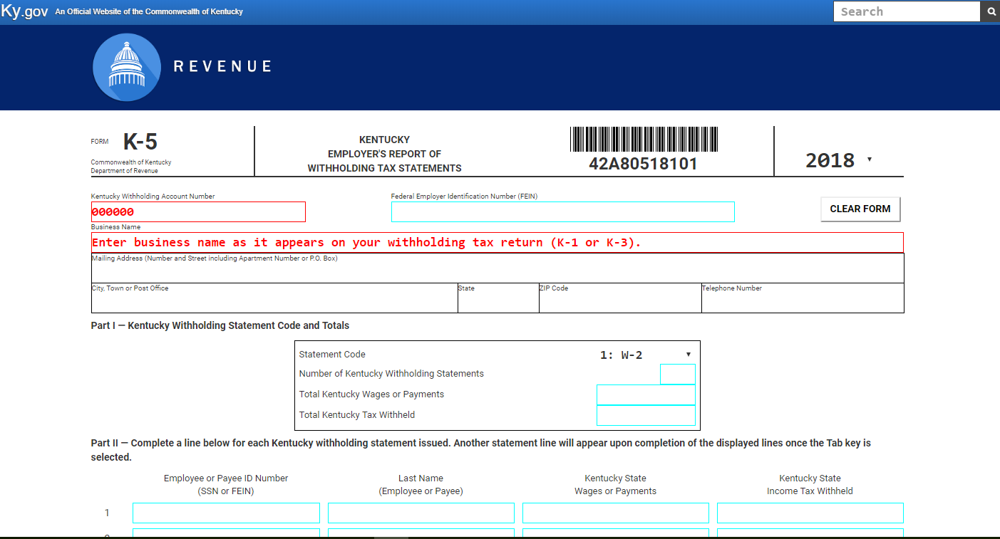 Ky.gov An Official Website of the Commonwealth of Kentucky
Search
REVENUE
FORM K-5
Commonwealth of Kentucky
Department of Revenue
KENTUCKY
EMPLOYER'S REPORT OF
WITHHOLDING TAX STATEMENTS
42A80518101
2018
Kentucky Withholding Account Number
000000
Federal Employer Identification Number (FEIN)
CLEAR FORM
Business Name
Enter business name as it appears on your withholding tax return (K-1 or K-3).
Mailing Address (Number and Street including Apartment Number or P.O. Box)
City, Town or Post Office State ZIP Code Telephone Number
Part I — Kentucky Withholding Statement Code and Totals
Statement Code 1: W-2
Number of Kentucky Withholding Statements
Total Kentucky Wages or Payments
Total Kentucky Tax Withheld
Part II — Complete a line below for each Kentucky withholding statement issued. Another statement line will appear upon completion of the displayed lines once the Tab key is
selected.
Employee or Payee ID Number
(SSN or FEIN)
Last Name
(Employee or Payee)
Kentucky State
Wages or Payments
Kentucky State
Income Tax Withheld
1